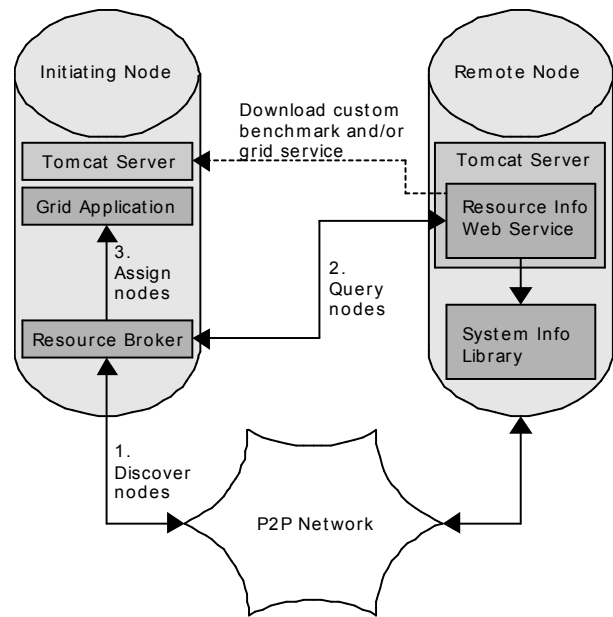 Initiating Node
Remote Node
Download custom
benchmark and/or
grid service
Tomcat Server
Grid Application
Tomcat Server
Resource Info
Web Service
3.
Assign
nodes
2.
Query
nodes
Resource Broker
System Info
Library
1.
Discover
nodes
P2P Network